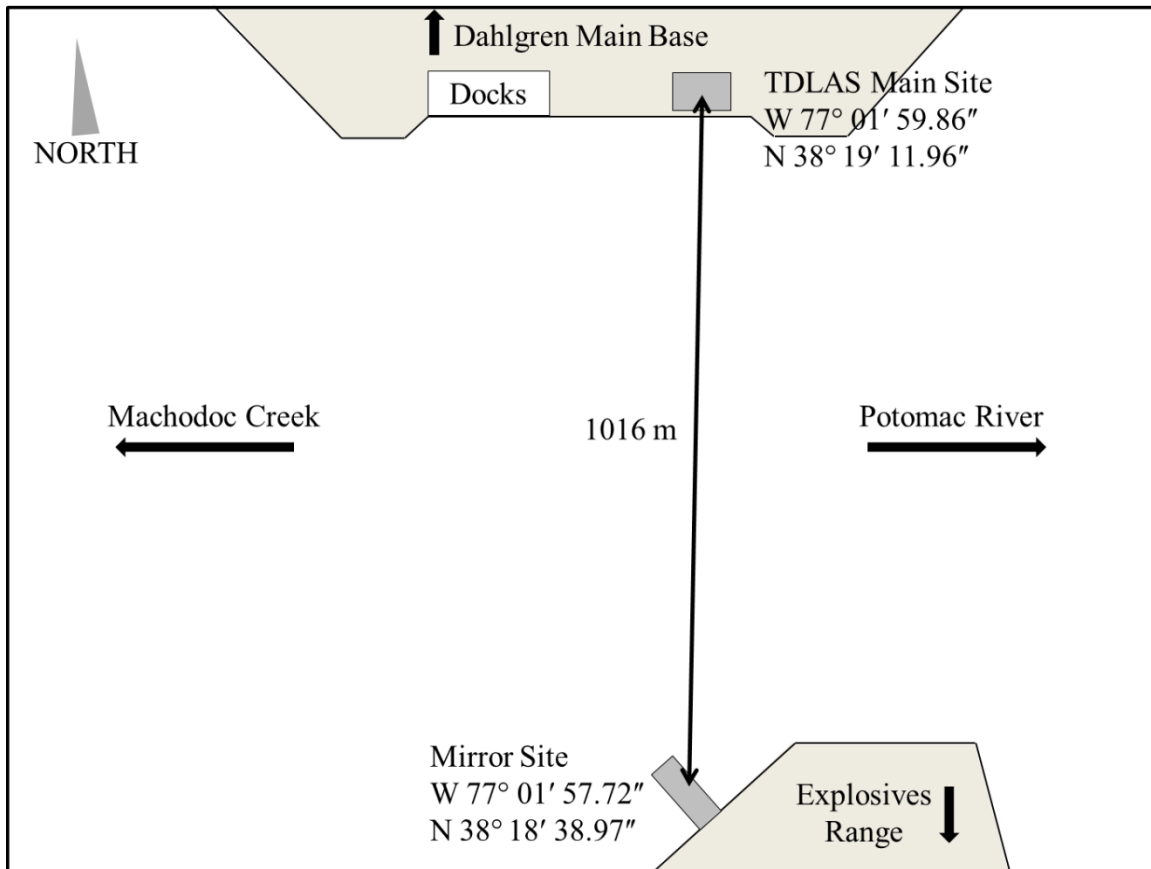 Dahlgren Main Base
Docks
TDLAS Main Site
W 77° 01′ 59.86″
N 38° 19′ 11.96″
NORTH
Machodoc Creek
1016 m
Potomac River
Mirror Site
W 77° 01′ 57.72″
N 38° 18′ 38.97″
Explosives
Range